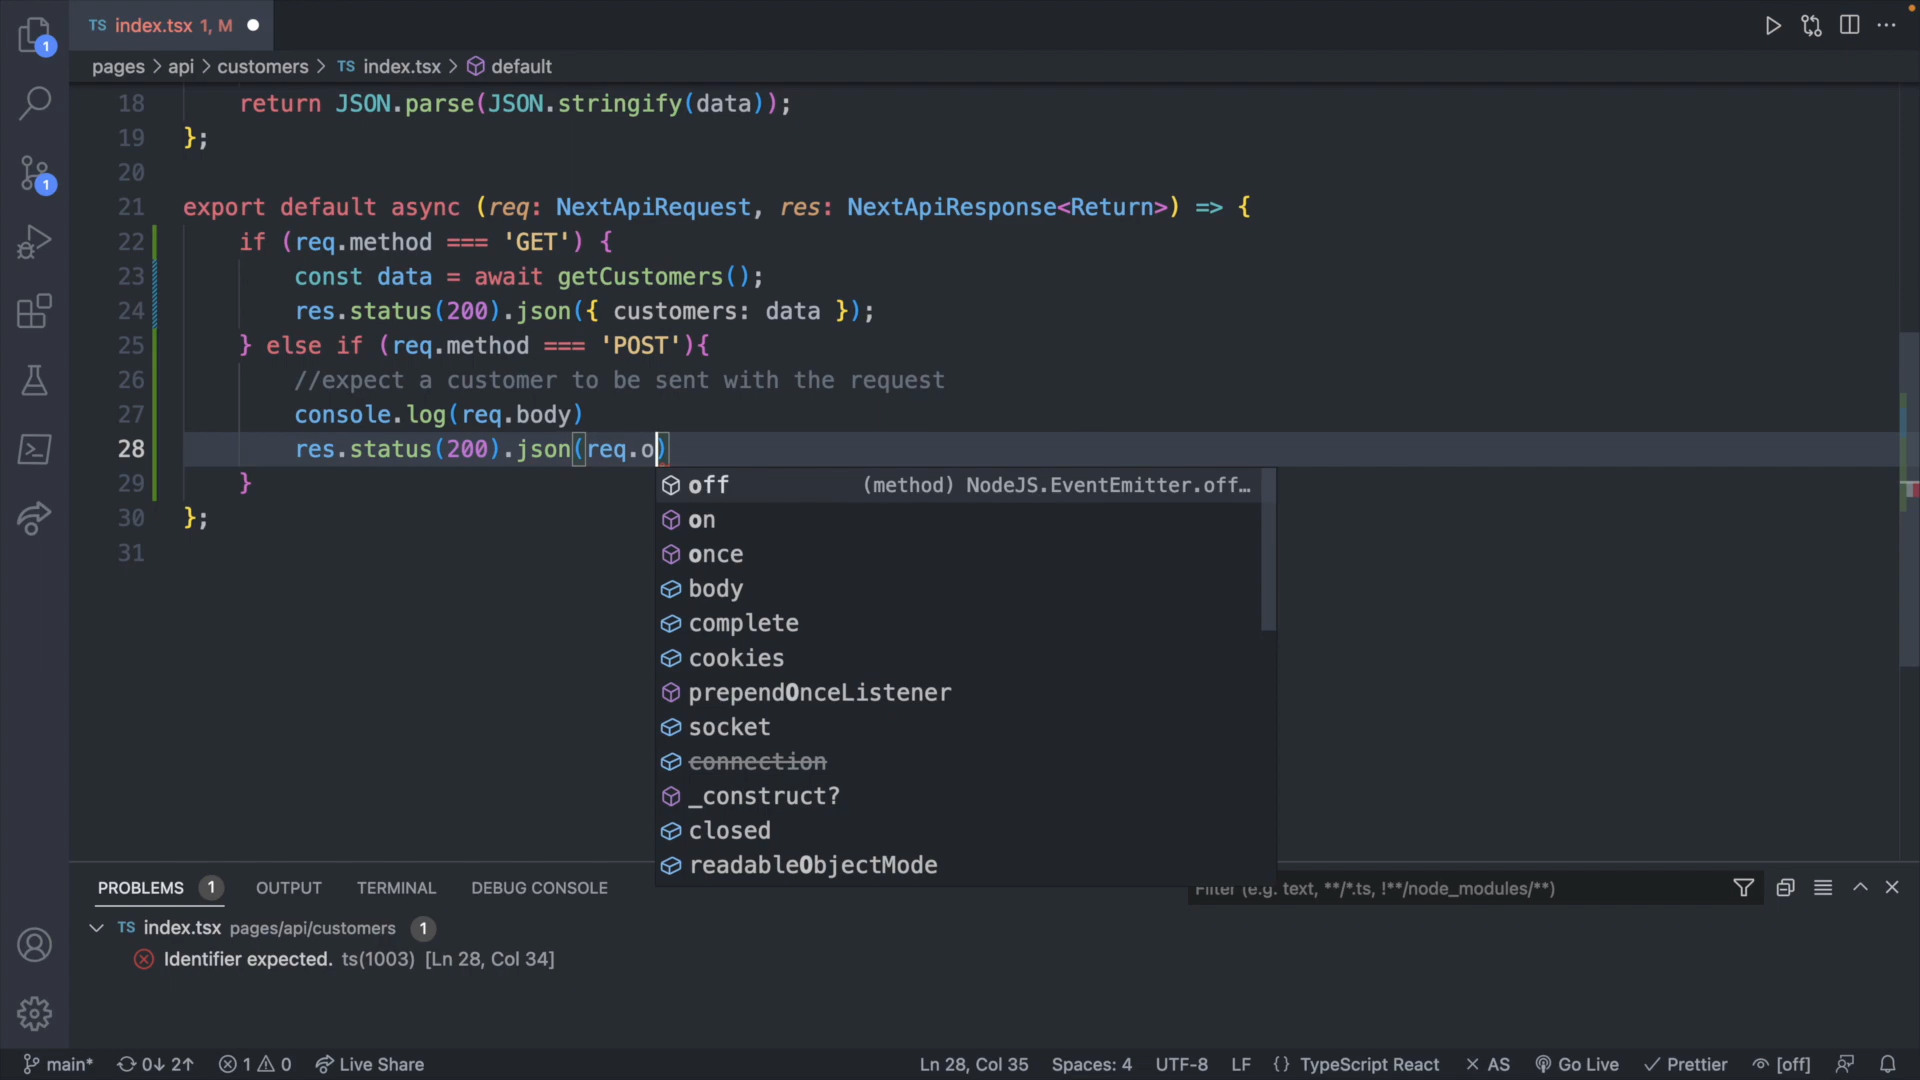 TS index.tsx 1, M
pages > api > customers > TS index.tsx > default
18 return JSON.parse(JSON.stringify(data));
19 };
20
21 export default async (req: NextApiRequest, res: NextApiResponse<Return>) => {
22 if (req.method === 'GET') {
23 const data = await getCustomers();
24 res.status(200).json({ customers: data });
25 } else if (req.method === 'POST'){
26 //expect a customer to be sent with the request
27 console.log(req.body)
28 res.status(200).json(req.o)
29 }
30 };
31
off (method) NodeJS.EventEmitter.off…
on
once
body
complete
cookies
prependOnceListener
socket
connection
_construct?
closed
readableObjectMode
1
1
PROBLEMS 1 OUTPUT TERMINAL DEBUG CONSOLE Filter (e.g. text, **/*.ts, !**/node_modules/**)
TS index.tsx pages/api/customers 1
Identifier expected. ts(1003) [Ln 28, Col 34]
main* 0↓ 2↑ 1 0 Live Share Ln 28, Col 35 Spaces: 4 UTF-8 LF {} TypeScript React × AS Go Live Prettier [off]